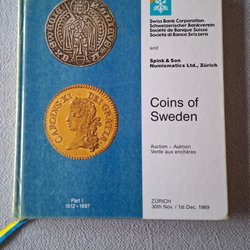 Swiss Bank Corporation
Schweizerischer Bankverein
Société de Banque Suisse
Società di Banca Svizzera
and
Spink & Son
Numismatics Ltd., Zürich
Coins of
Sweden
Auction – Auktion
Vente aux enchères
Part I
1512 – 1697
ZÜRICH
30th Nov. / 1st Dec. 1989